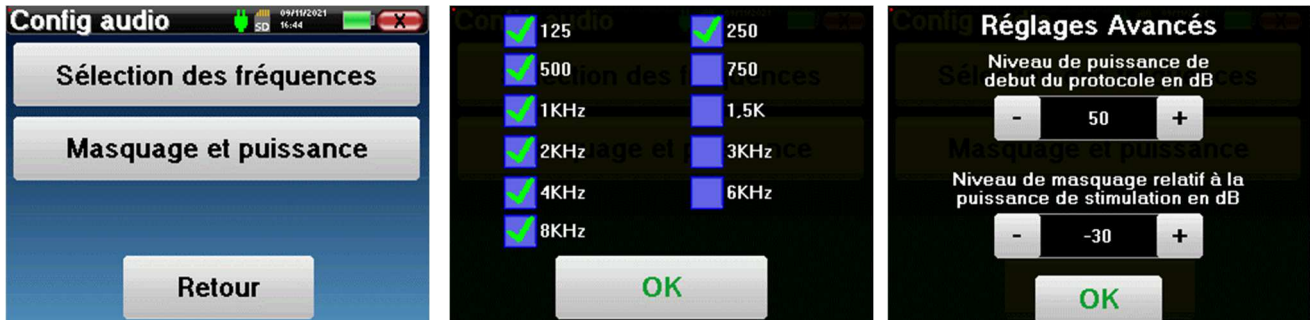 Config audio
SD
09/11/2021
16:44
X
Sélection des fréquences
Masquage et puissance
Retour
Config audio
125
250
500
750
1KHz
1,5K
2KHz
3KHz
4KHz
6KHz
8KHz
OK
Réglages Avancés
Niveau de puissance de
debut du protocole en dB
- 50 +
Niveau de masquage relatif à la
puissance de stimulation en dB
- -30 +
OK